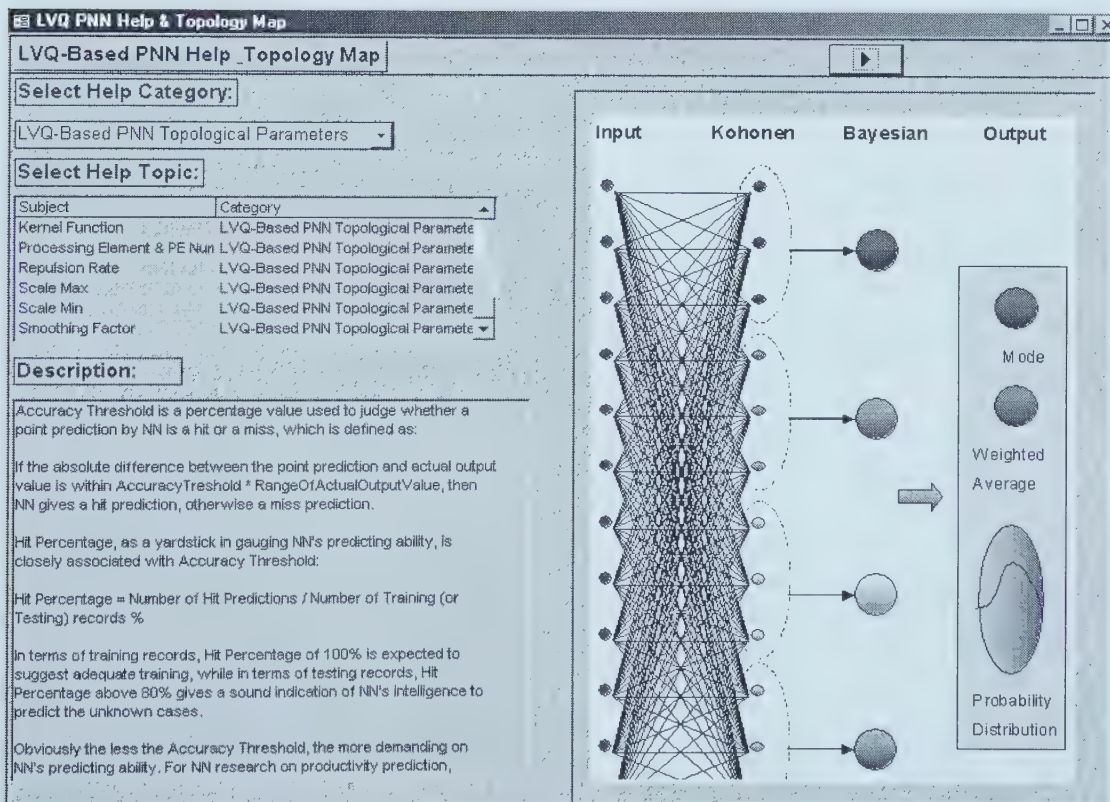 LVQ PNN Help & Topology Map
LVQ-Based PNN Help _Topology Map
Select Help Category:
LVQ-Based PNN Topological Parameters
Select Help Topic:
Subject Category
Kernel Function LVQ-Based PNN Topological Paramete
Processing Element & PE Nun LVQ-Based PNN Topological Paramete
Repulsion Rate LVQ-Based PNN Topological Paramete
Scale Max LVQ-Based PNN Topological Paramete
Scale Min LVQ-Based PNN Topological Paramete
Smoothing Factor LVQ-Based PNN Topological Paramete
Description:
Accuracy Threshold is a percentage value used to judge whether a
point prediction by NN is a hit or a miss, which is defined as:
If the absolute difference between the point prediction and actual output
value is within AccuracyTreshold * RangeOfActualOutputValue, then
NN gives a hit prediction, otherwise a miss prediction.
Hit Percentage, as a yardstick in gauging NN's predicting ability, is
closely associated with Accuracy Threshold:
Hit Percentage = Number of Hit Predictions / Number of Training (or
Testing) records %
In terms of training records, Hit Percentage of 100% is expected to
suggest adequate training, while in terms of testing records, Hit
Percentage above 80% gives a sound indication of NN's intelligence to
predict the unknown cases.
Obviously the less the Accuracy Threshold, the more demanding on
NN's predicting ability. For NN research on productivity prediction,
Input Kohonen Bayesian Output
Mode
Weighted
Average
Probability
Distribution